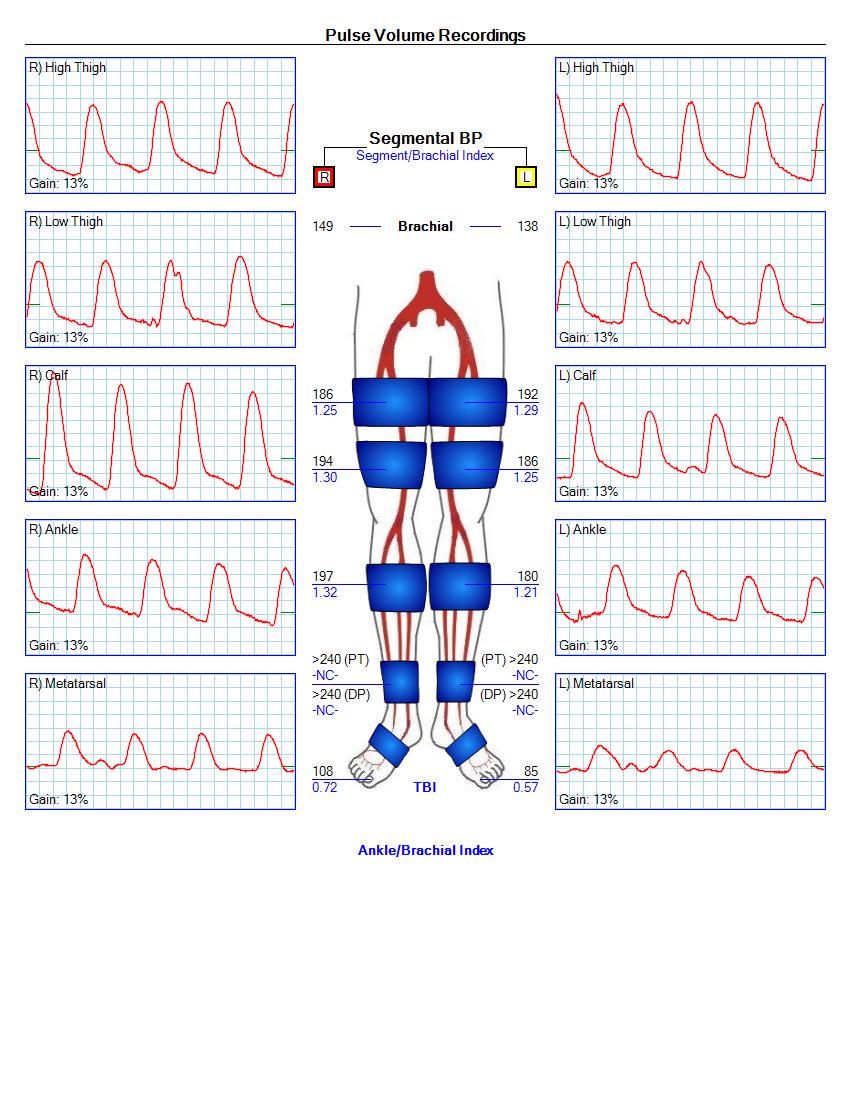 Pulse Volume Recordings
R) High Thigh
Gain: 13%
R) Low Thigh
Gain: 13%
R) Calf
Gain: 13%
R) Ankle
Gain: 13%
R) Metatarsal
Gain: 13%
Segmental BP
Segment/Brachial Index
R L
149 Brachial 138
186 192
1.25 1.29
194 186
1.30 1.25
197 180
1.32 1.21
>240 (PT) (PT) >240
-NC- -NC-
>240 (DP) (DP) >240
-NC- -NC-
108 85
0.72 TBI 0.57
Ankle/Brachial Index
L) High Thigh
Gain: 13%
L) Low Thigh
Gain: 13%
L) Calf
Gain: 13%
L) Ankle
Gain: 13%
L) Metatarsal
Gain: 13%